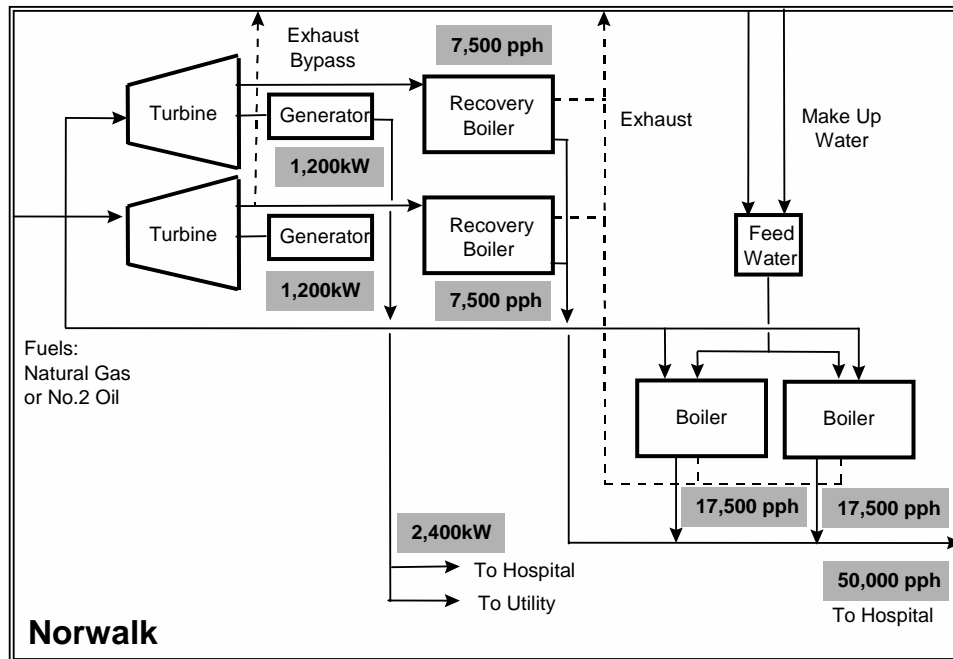 Exhaust
Bypass
7,500 pph
Turbine
Generator
Recovery
Boiler
Exhaust
Make Up
Water
1,200kW
Turbine
Generator
Recovery
Boiler
Feed
Water
1,200kW
7,500 pph
Fuels:
Natural Gas
or No.2 Oil
Boiler
Boiler
17,500 pph
17,500 pph
2,400kW
To Hospital
To Utility
50,000 pph
To Hospital
Norwalk